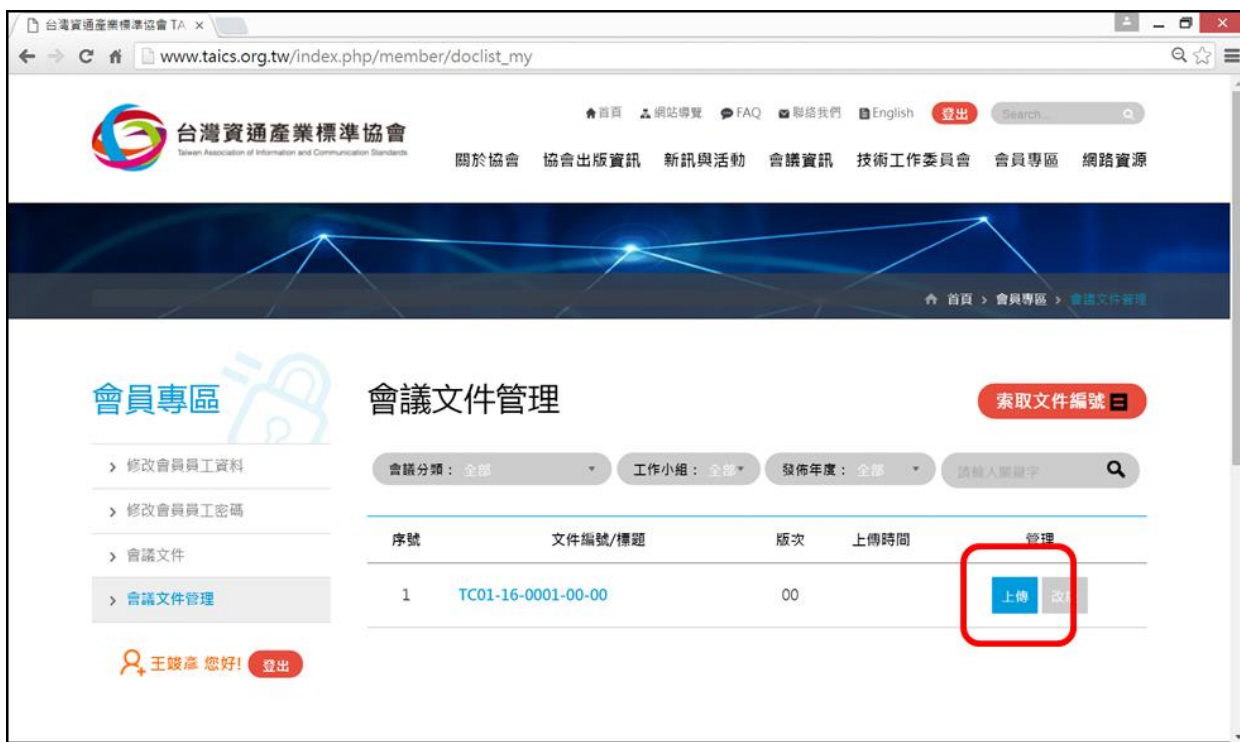 台灣資通產業標準協會 TA
www.taics.org.tw/index.php/member/doclist_my
首頁 網站導覽 FAQ 聯絡我們 English 登出 Search...
台灣資通產業標準協會
Taiwan Association of Information and Communication Standards
關於協會 協會出版資訊 新訊與活動 會議資訊 技術工作委員會 會員專區 網路資源
首頁 > 會員專區 > 會議文件管理
會員專區
會議文件管理
索取文件編號
> 修改會員員工資料
會議分類： 全部 工作小組： 全部 發佈年度： 全部 請輸入關鍵字
> 修改會員員工密碼
序號 文件編號/標題 版次 上傳時間 管理
> 會議文件
> 會議文件管理
1 TC01-16-0001-00-00 00 上傳
王竣彥 您好! 登出